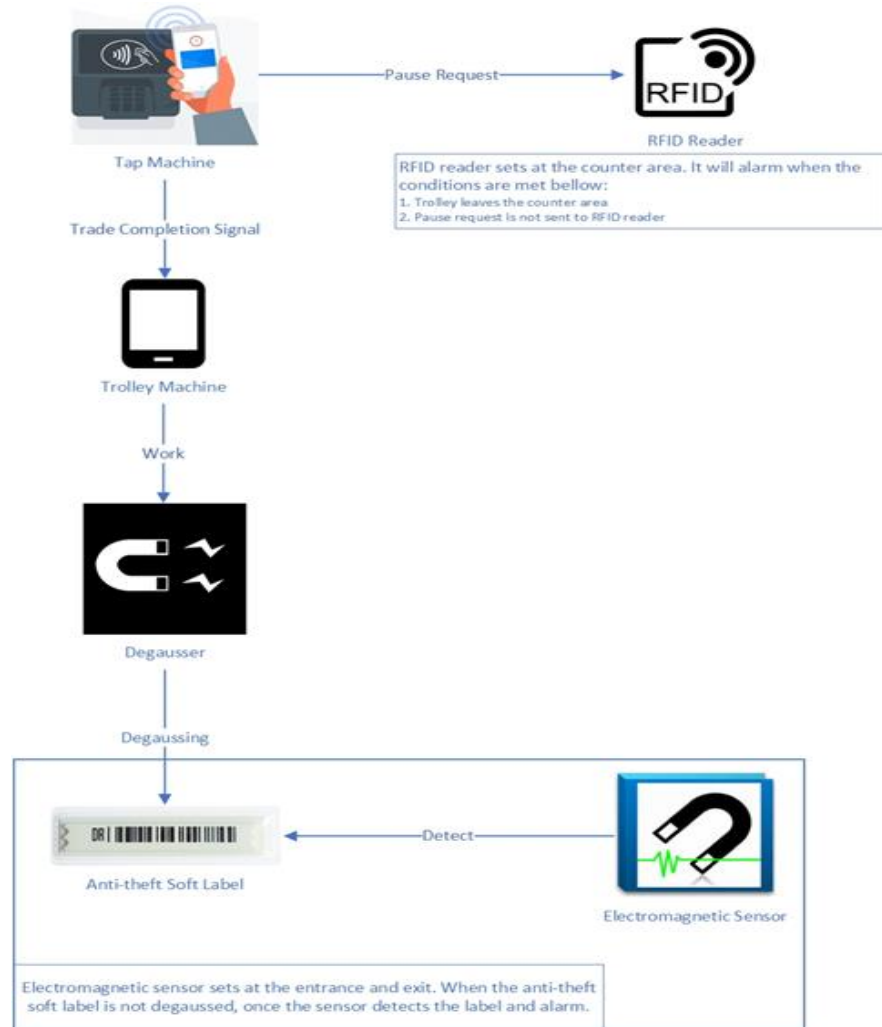 Pause Request
RFID
RFID Reader
Tap Machine
RFID reader sets at the counter area. It will alarm when the
conditions are met bellow:
1. Trolley leaves the counter area
2. Pause request is not sent to RFID reader
Trade Completion Signal
Trolley Machine
Work
Degausser
Degaussing
DR
Detect
Anti-theft Soft Label
Electromagnetic Sensor
Electromagnetic sensor sets at the entrance and exit. When the anti-theft
soft label is not degaussed, once the sensor detects the label and alarm.